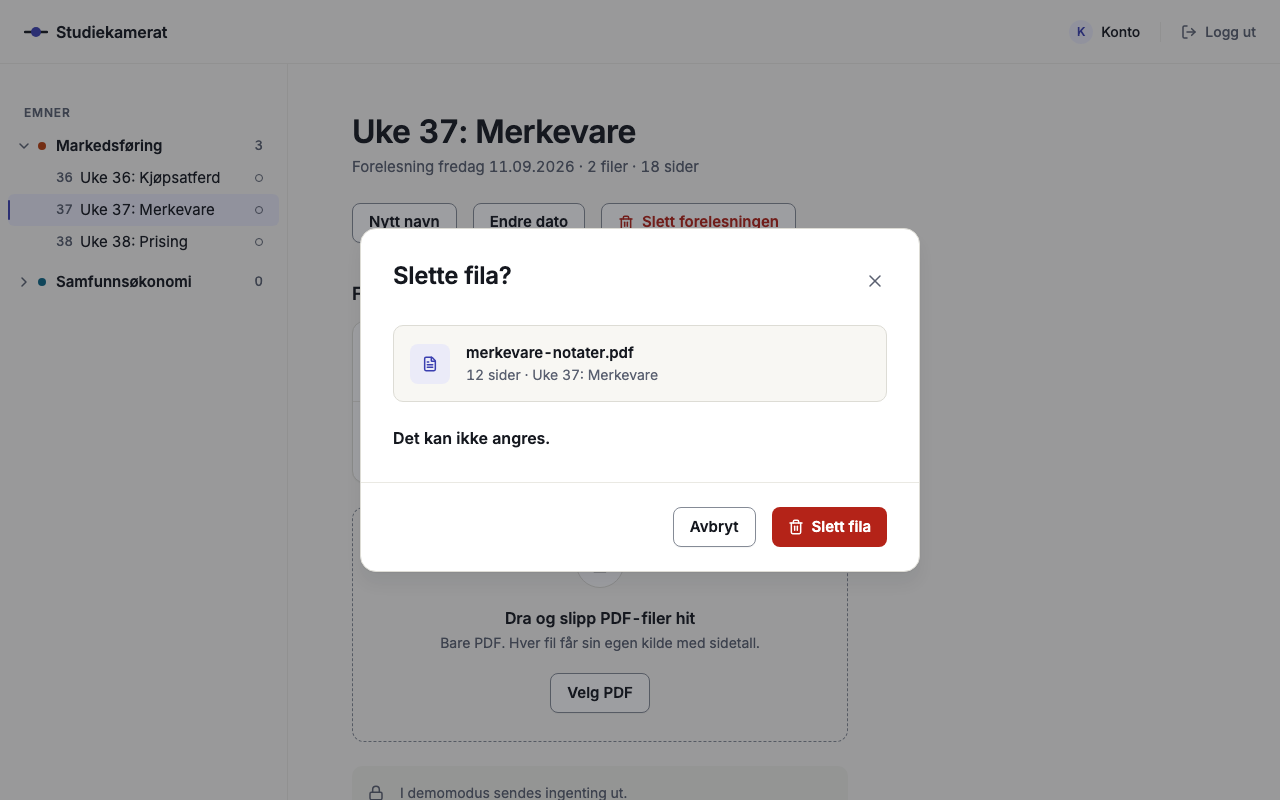 Studiekamerat
K Konto
Logg ut
EMNER
Markedsføring 3
36 Uke 36: Kjøpsatferd
37 Uke 37: Merkevare
38 Uke 38: Prising
Samfunnsøkonomi 0
Uke 37: Merkevare
Forelesning fredag 11.09.2026 · 2 filer · 18 sider
Nytt navn
Endre dato
Slett forelesningen
Slette fila?
merkevare-notater.pdf
12 sider · Uke 37: Merkevare
Det kan ikke angres.
Avbryt
Slett fila
Dra og slipp PDF-filer hit
Bare PDF. Hver fil får sin egen kilde med sidetall.
Velg PDF
I demomodus sendes ingenting ut.